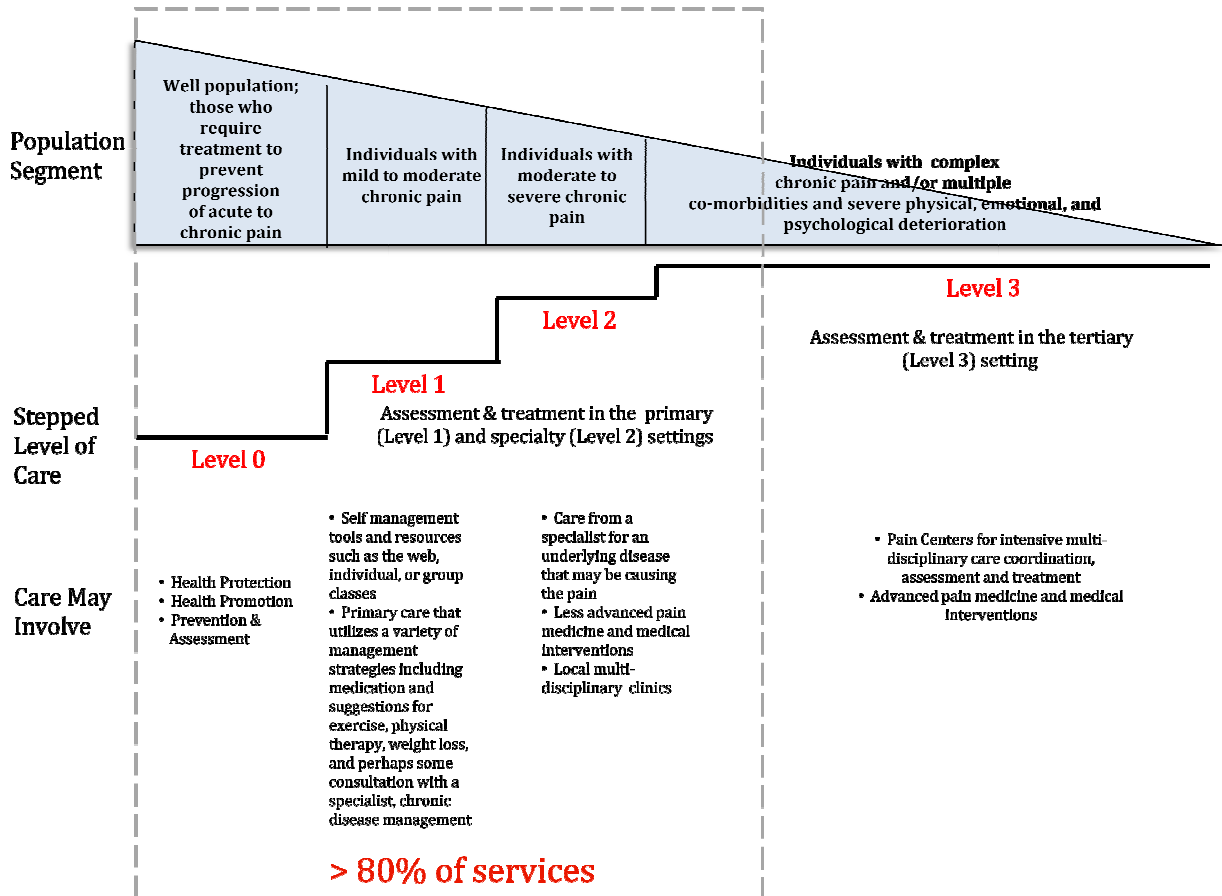 Population
Segment
Well population;
those who
require
treatment to
prevent
progression
of acute to
chronic pain
Individuals with
mild to moderate
chronic pain
Individuals with
moderate to
severe chronic
pain
Individuals with complex
chronic pain and/or multiple
co-morbidities and severe physical, emotional, and
psychological deterioration
Stepped
Level of
Care
Level 0
Level 1
Level 2
Level 3
Assessment & treatment in the primary
(Level 1) and specialty (Level 2) settings
Assessment & treatment in the tertiary
(Level 3) setting
Care May
Involve
• Health Protection
• Health Promotion
• Prevention &
Assessment
• Self management
tools and resources
such as the web,
individual, or group
classes
• Primary care that
utilizes a variety of
management
strategies including
medication and
suggestions for
exercise, physical
therapy, weight loss,
and perhaps some
consultation with a
specialist, chronic
disease management
• Care from a
specialist for an
underlying disease
that may be causing
the pain
• Less advanced pain
medicine and medical
interventions
• Local multi-
disciplinary clinics
• Pain Centers for intensive multi-
disciplinary care coordination,
assessment and treatment
• Advanced pain medicine and medical
interventions
> 80% of services